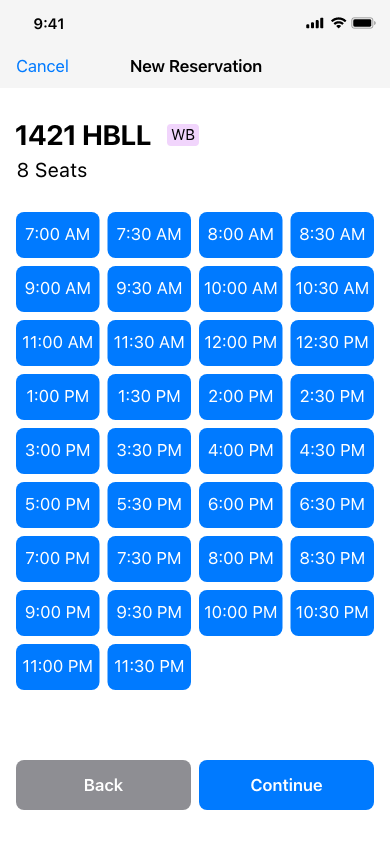 9:41
Cancel New Reservation
1421 HBLL WB
8 Seats
7:00 AM 7:30 AM 8:00 AM 8:30 AM
9:00 AM 9:30 AM 10:00 AM 10:30 AM
11:00 AM 11:30 AM 12:00 PM 12:30 PM
1:00 PM 1:30 PM 2:00 PM 2:30 PM
3:00 PM 3:30 PM 4:00 PM 4:30 PM
5:00 PM 5:30 PM 6:00 PM 6:30 PM
7:00 PM 7:30 PM 8:00 PM 8:30 PM
9:00 PM 9:30 PM 10:00 PM 10:30 PM
11:00 PM 11:30 PM
Back Continue